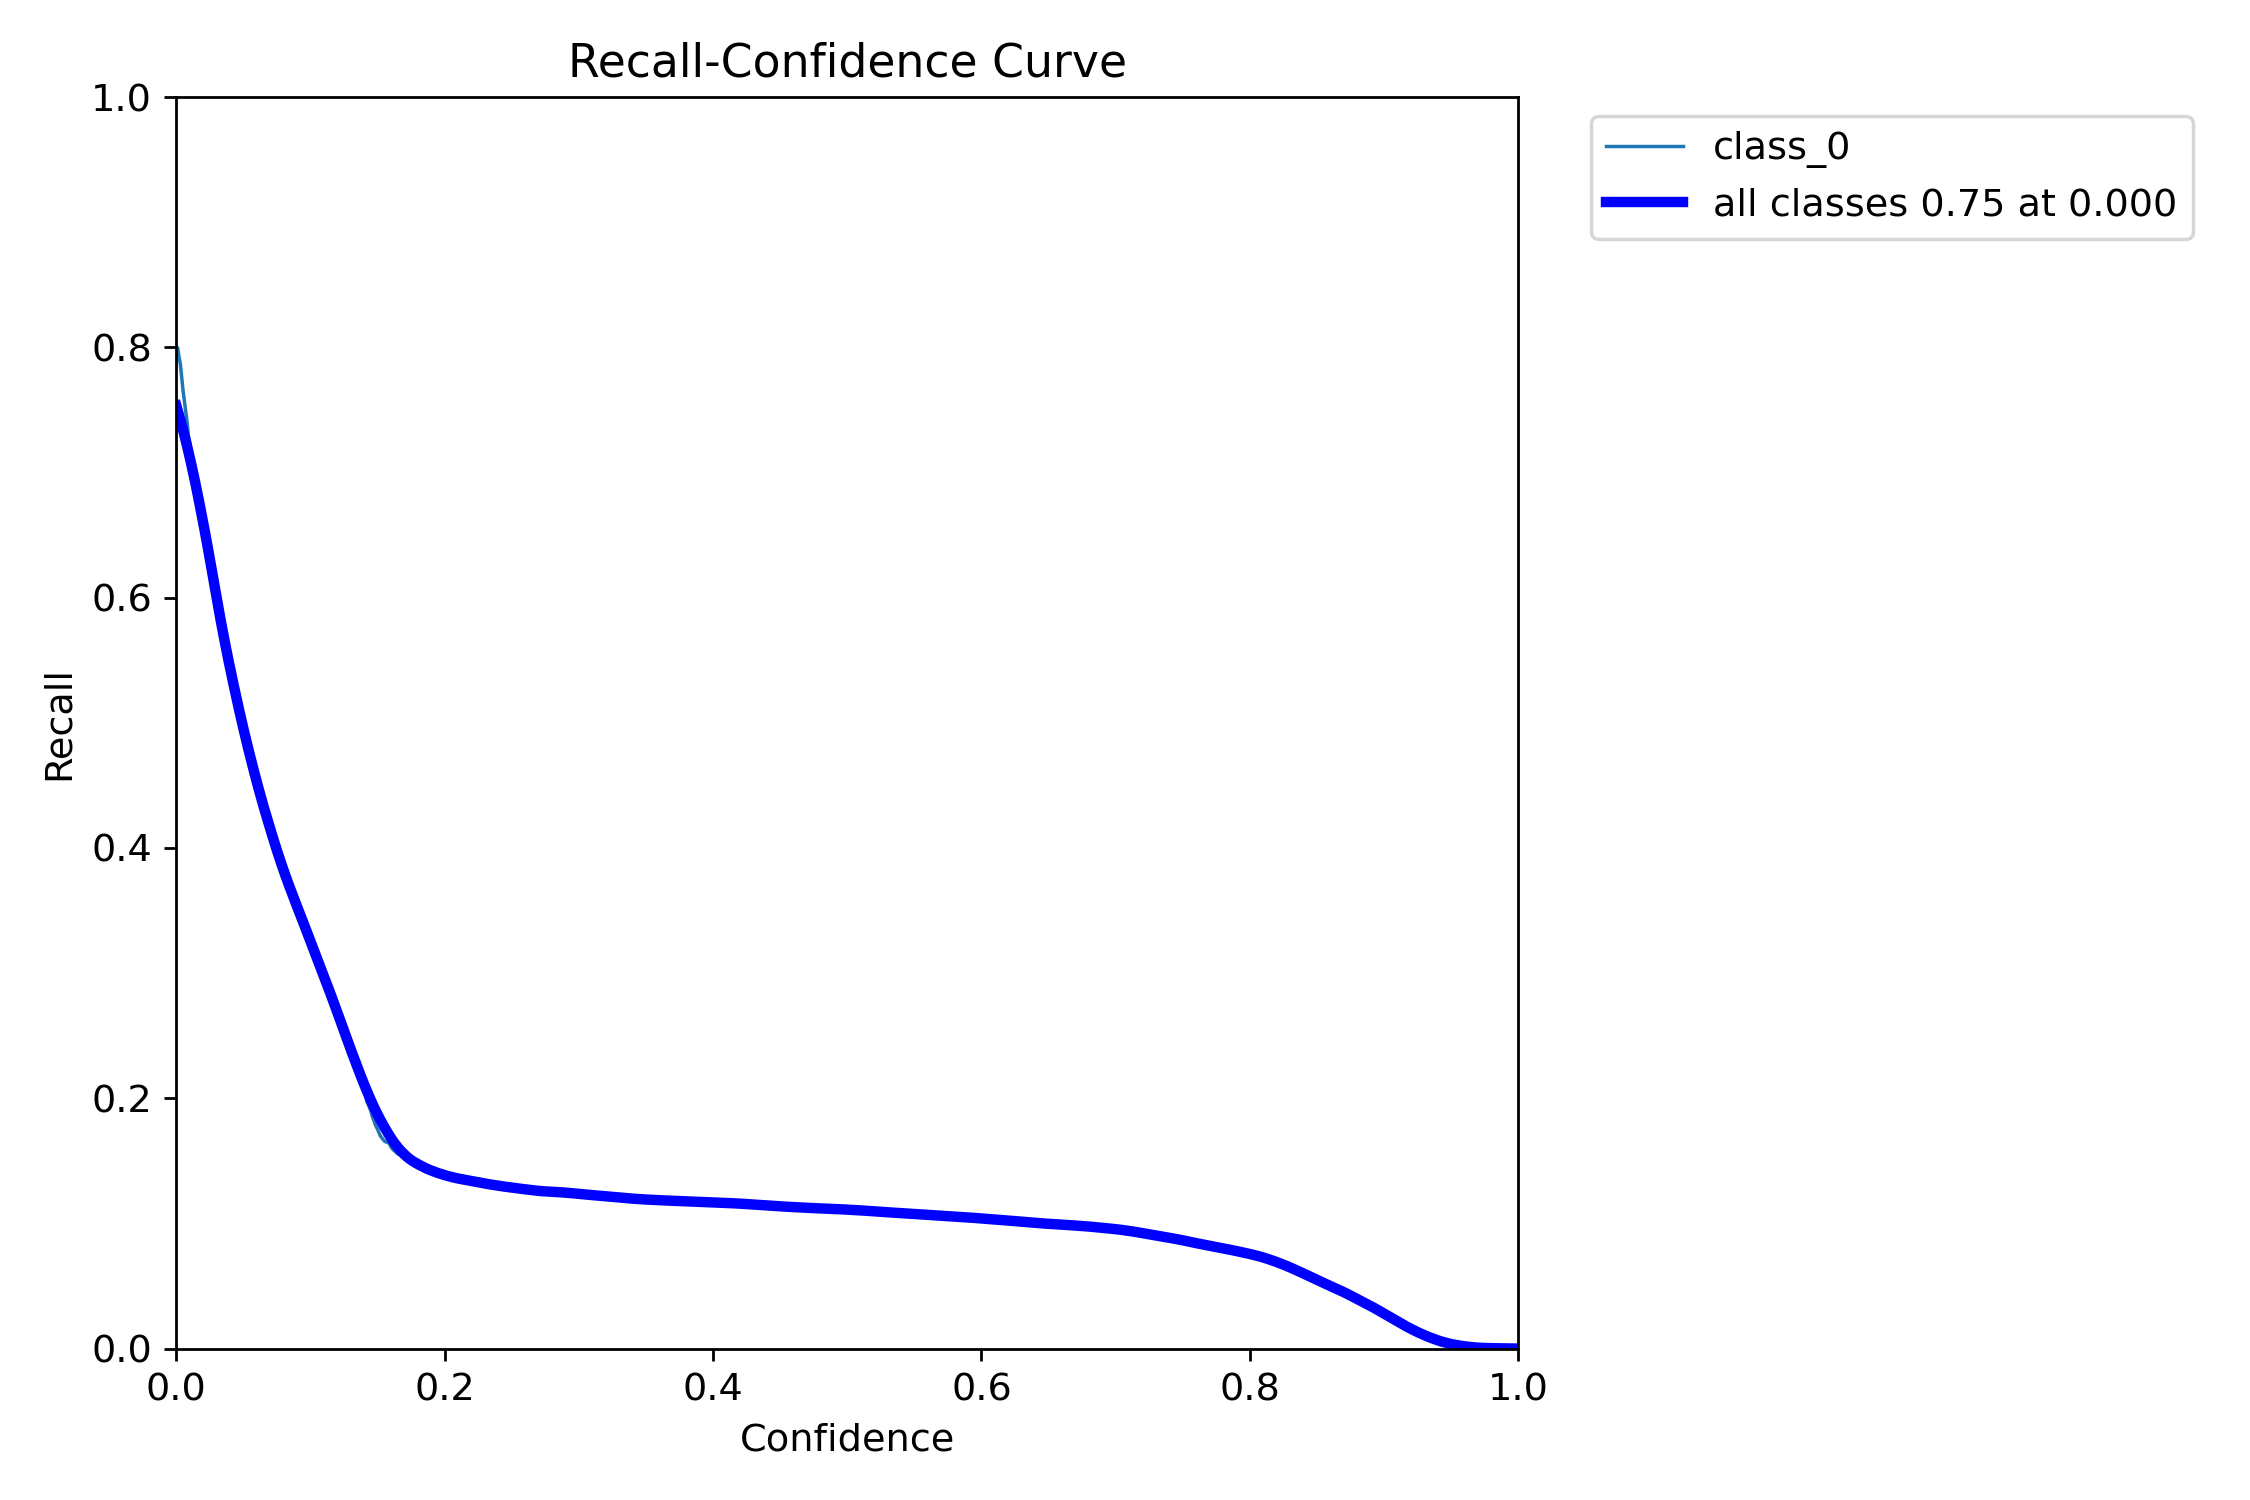 Recall-Confidence Curve
1.0
0.8
0.6
0.4
0.2
0.0
Recall
0.0 0.2 0.4 0.6 0.8 1.0
Confidence
class_0
all classes 0.75 at 0.000